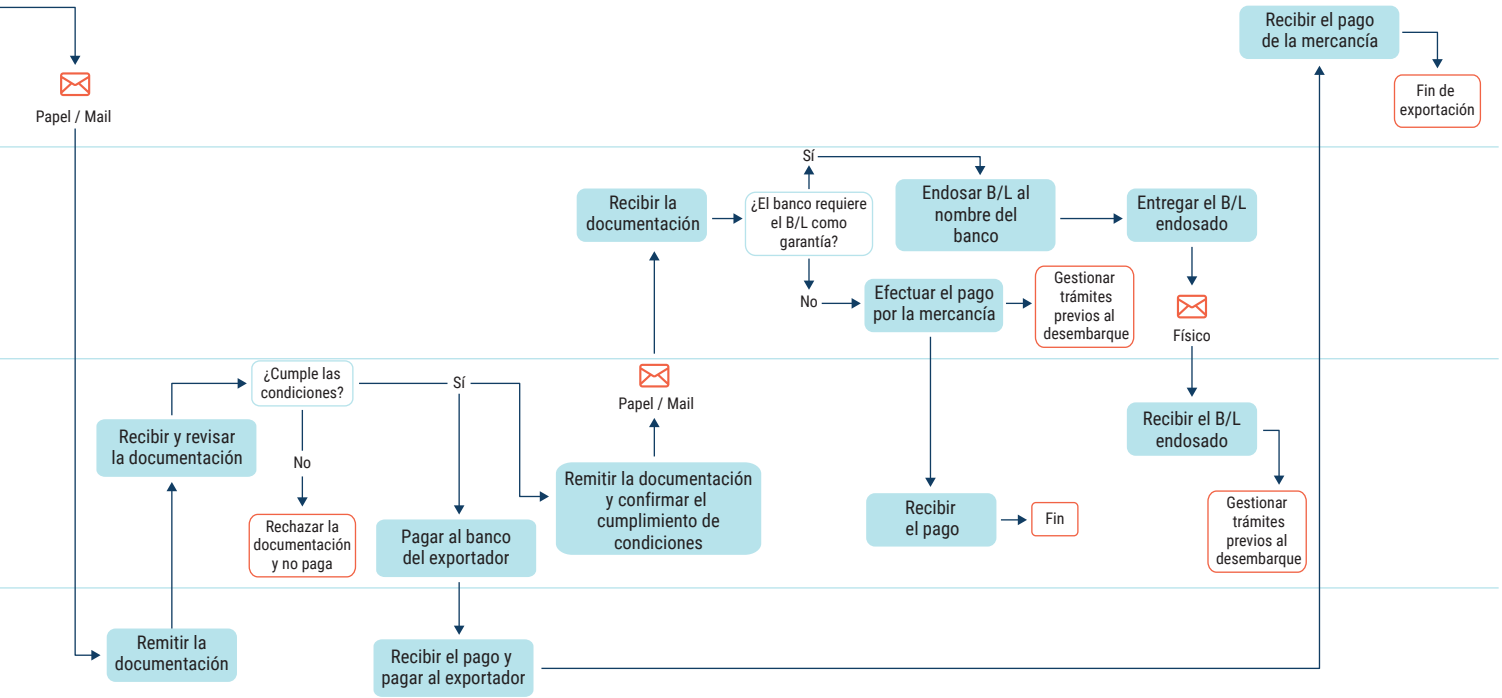 Recibir el pago
de la mercancía
Fin de
exportación
Papel / Mail
Sí
Recibir la
documentación
¿El banco requiere
el B/L como
garantía?
Endosar B/L al
nombre del
banco
Entregar el B/L
endosado
No
Efectuar el pago
por la mercancía
Gestionar
trámites
previos al
desembarque
Físico
¿Cumple las
condiciones?
Sí
Papel / Mail
Recibir y revisar
la documentación
No
Rechazar la
documentación
y no paga
Pagar al banco
del exportador
Remitir la documentación
y confirmar el
cumplimiento de
condiciones
Recibir
el pago
Fin
Recibir el B/L
endosado
Gestionar
trámites
previos al
desembarque
Remitir la
documentación
Recibir el pago y
pagar al exportador